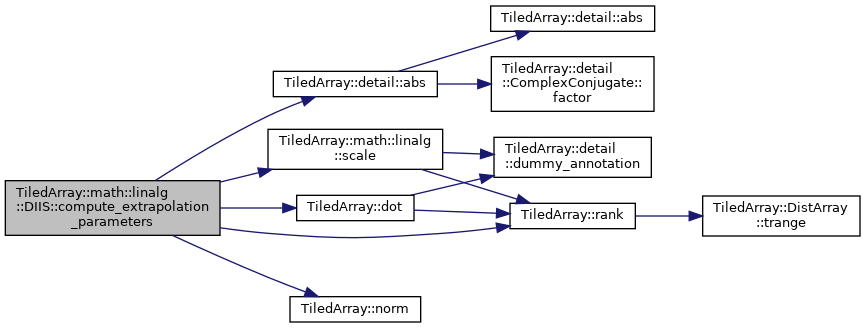 TiledArray::math::linalg
::DIIS::compute_extrapolation
_parameters
TiledArray::detail::abs
TiledArray::detail::abs
TiledArray::detail
::ComplexConjugate::
factor
TiledArray::math::linalg
::scale
TiledArray::detail
::dummy_annotation
TiledArray::dot
TiledArray::rank
TiledArray::DistArray
::trange
TiledArray::norm